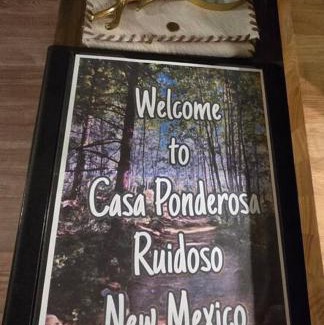 Welcome
to
Casa Ponderosa
Ruidoso
New Mexico